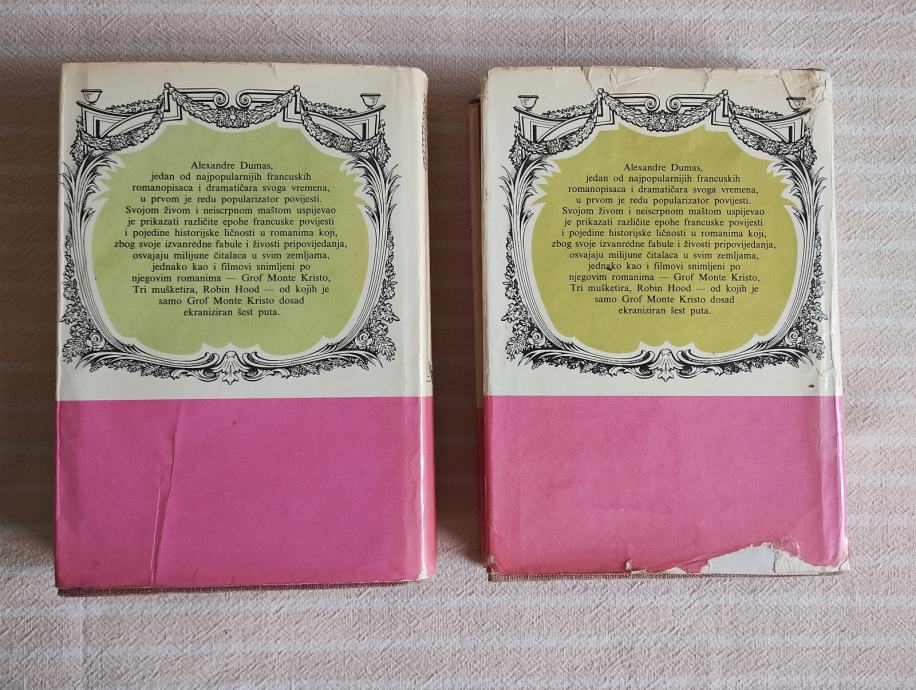 Alexandre Dumas,
jedan od najpopularnijih francuskih
romanopisaca i dramatičara svoga vremena,
u prvom je redu popularizator povijesti.
Svojom živom i neiscrpnom maštom uspijevao
je prikazati različite epohe francuske povijesti
i pojedine historijske ličnosti u romanima koji,
zbog svoje izvanredne fabule i živosti pripovijedanja,
osvajaju milijune čitalaca u svim zemljama,
jednako kao i filmovi snimljeni po
njegovim romanima — Grof Monte Kristo,
Tri mušketira, Robin Hood — od kojih je
samo Grof Monte Kristo dosad
ekraniziran šest puta.
Alexandre Dumas,
jedan od najpopularnijih francuskih
romanopisaca i dramatičara svoga vremena,
u prvom je redu popularizator povijesti.
Svojom živom i neiscrpnom maštom uspijevao
je prikazati različite epohe francuske povijesti
i pojedine historijske ličnosti u romanima koji,
zbog svoje izvanredne fabule i živosti pripovijedanja,
osvajaju milijune čitalaca u svim zemljama,
jednako kao i filmovi snimljeni po
njegovim romanima — Grof Monte Kristo,
Tri mušketira, Robin Hood — od kojih je
samo Grof Monte Kristo dosad
ekraniziran šest puta.